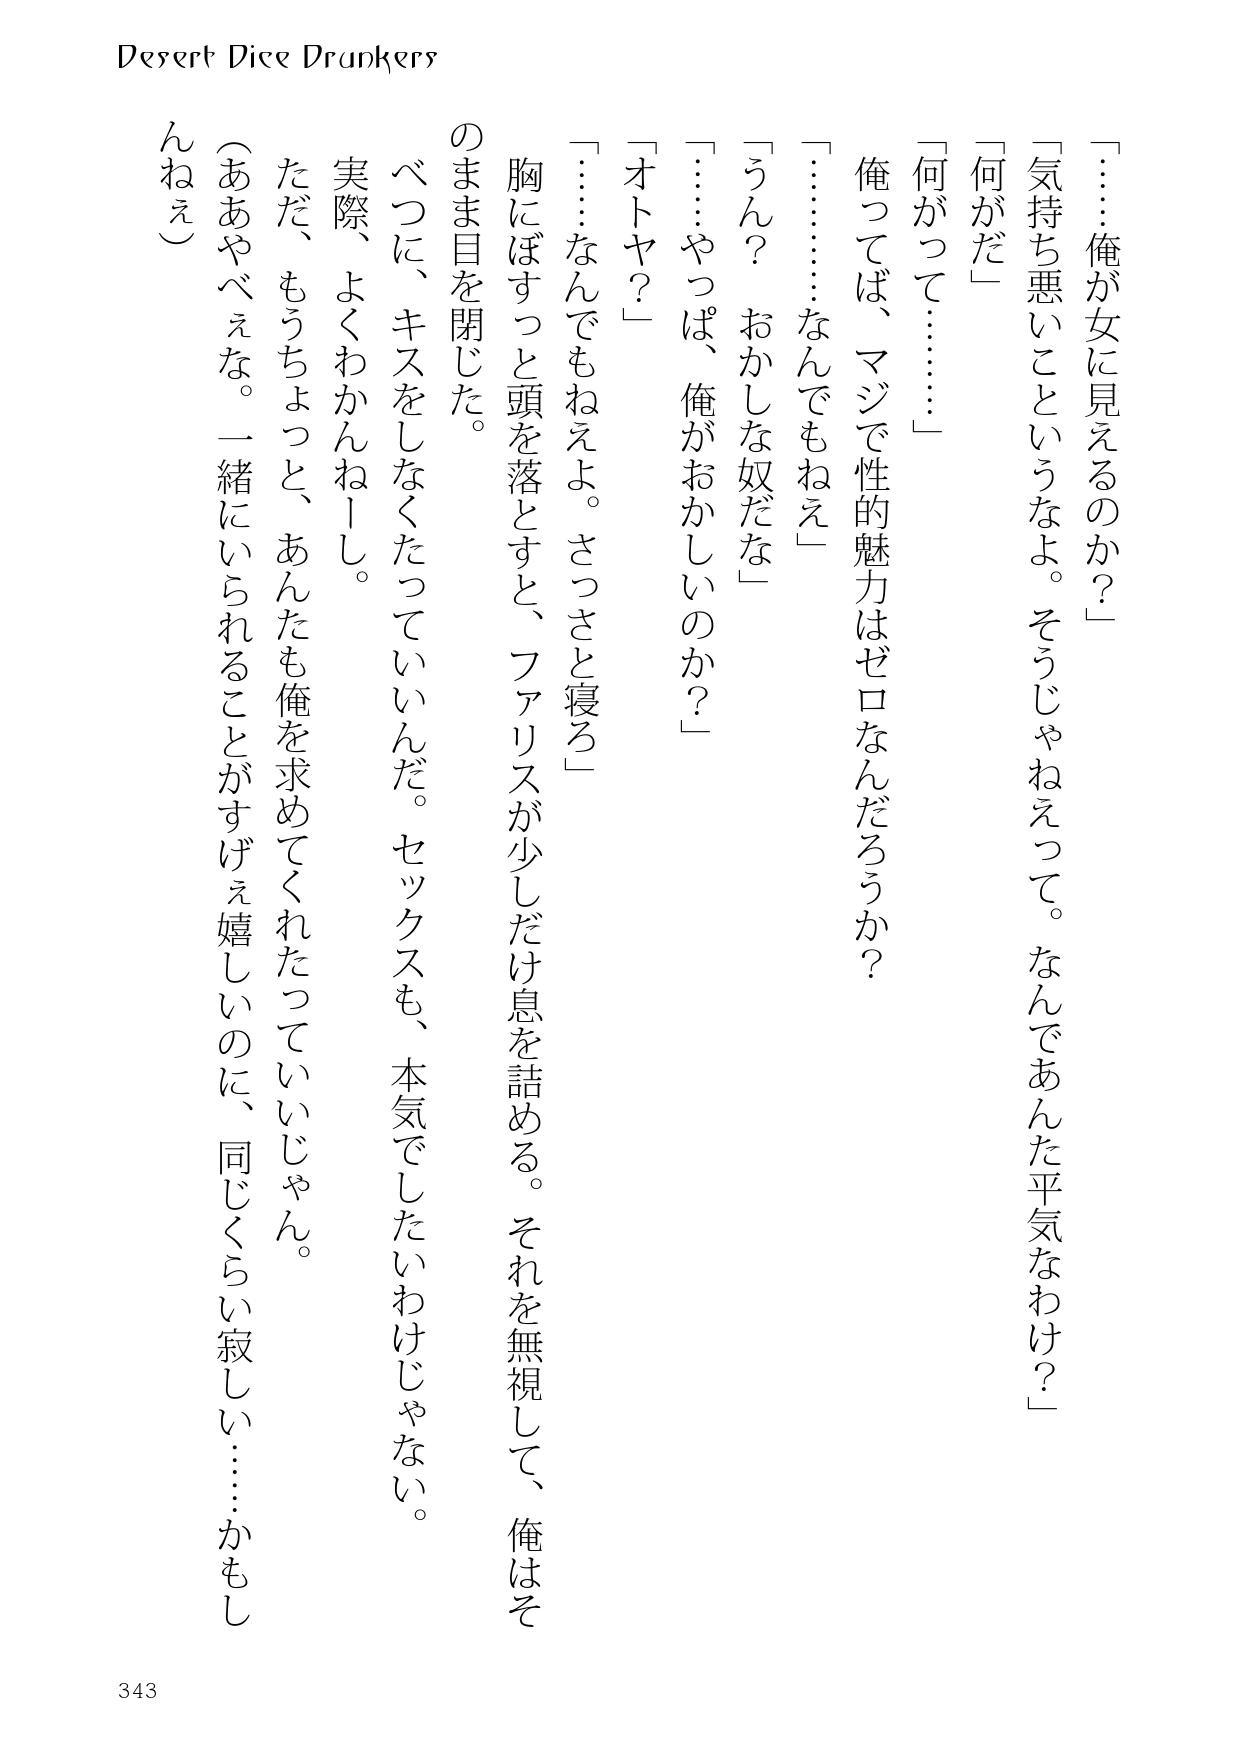 Desert Dice Drunkers
「……俺が女に見えるのか？」
「気持ち悪いこというなよ。そうじゃねえって。なんであんた平気なわけ？」
「何がだ」
「何がって………」
俺ってば、マジで性的魅力はゼロなんだろうか？
「…………なんでもねえ」
「うん？　おかしな奴だな」
「……やっぱ、俺がおかしいのか？」
「オトヤ？」
「……なんでもねえよ。さっさと寝ろ」
胸にぼすっと頭を落とすと、ファリスが少しだけ息を詰める。それを無視して、俺はそ
のまま目を閉じた。
べつに、キスをしなくたっていいんだ。セックスも、本気でしたいわけじゃない。
実際、よくわかんねーし。
ただ、もうちょっと、あんたも俺を求めてくれたっていいじゃん。
（ああやべぇな。一緒にいられることがすげぇ嬉しいのに、同じくらい寂しい……かもし
んねぇ）
343